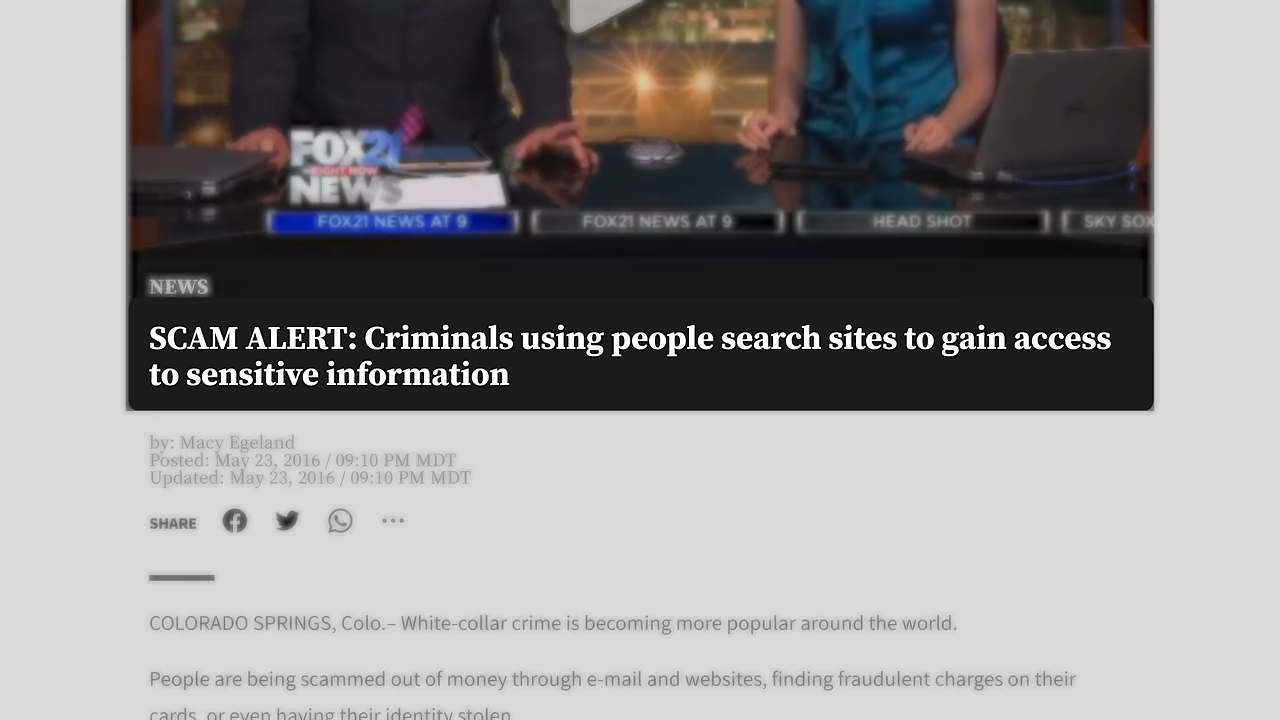 FOX21
RIGHT NOW
NEWS
FOX21 NEWS AT 9
FOX21 NEWS AT 9
HEAD SHOT
SKY SOX
NEWS
SCAM ALERT: Criminals using people search sites to gain access
to sensitive information
by: Macy Egeland
Posted: May 23, 2016 / 09:10 PM MDT
Updated: May 23, 2016 / 09:10 PM MDT
SHARE
COLORADO SPRINGS, Colo.– White-collar crime is becoming more popular around the world.
People are being scammed out of money through e-mail and websites, finding fraudulent charges on their
cards, or even having their identity stolen.